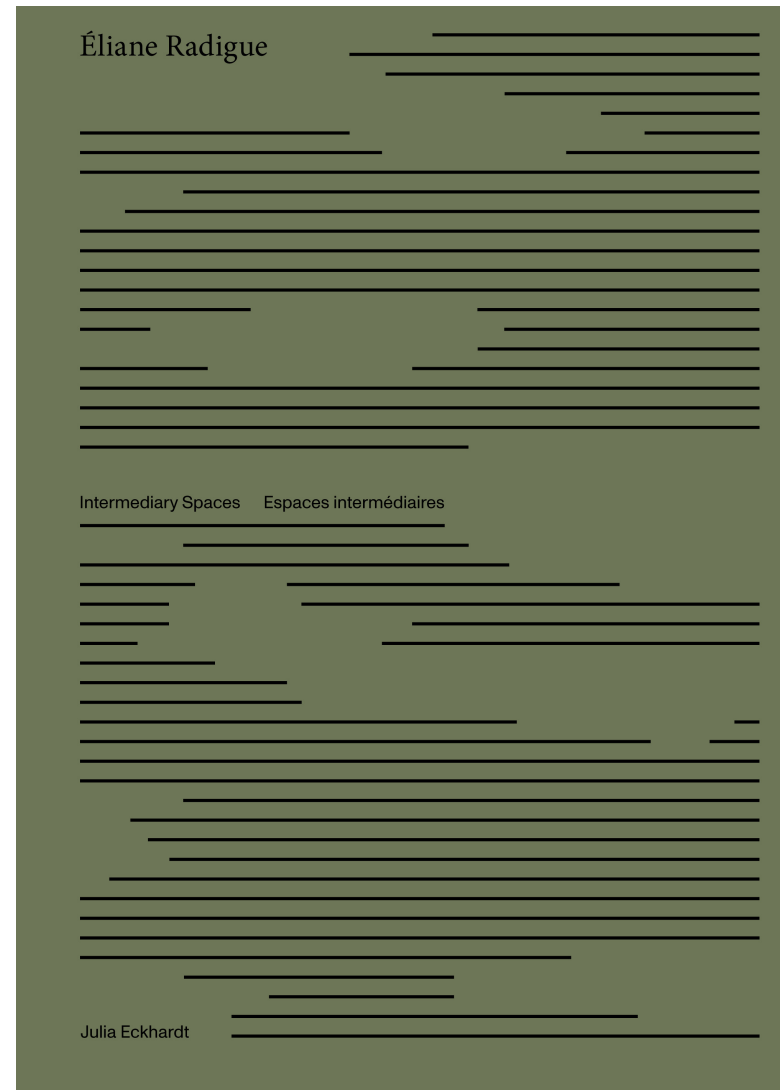 Éliane Radigue
Intermediary Spaces Espaces intermédiaires
Julia Eckhardt